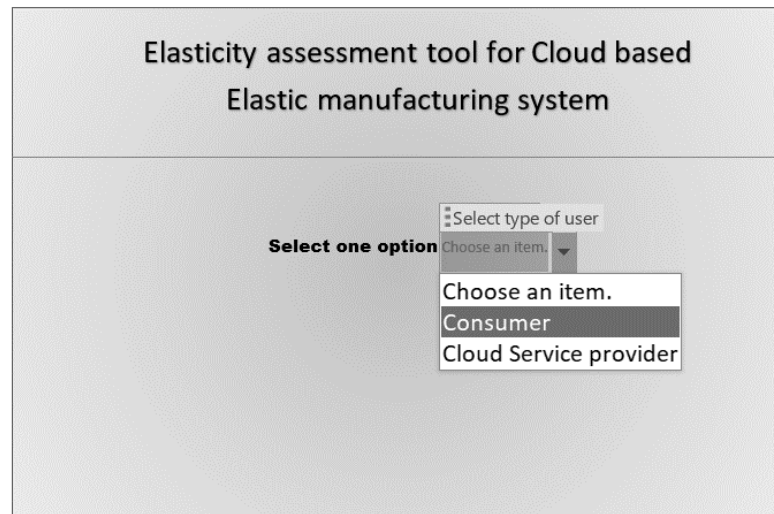 Elasticity assessment tool for Cloud based
Elastic manufacturing system
Select type of user
Select one option Choose an item.
Choose an item.
Consumer
Cloud Service provider